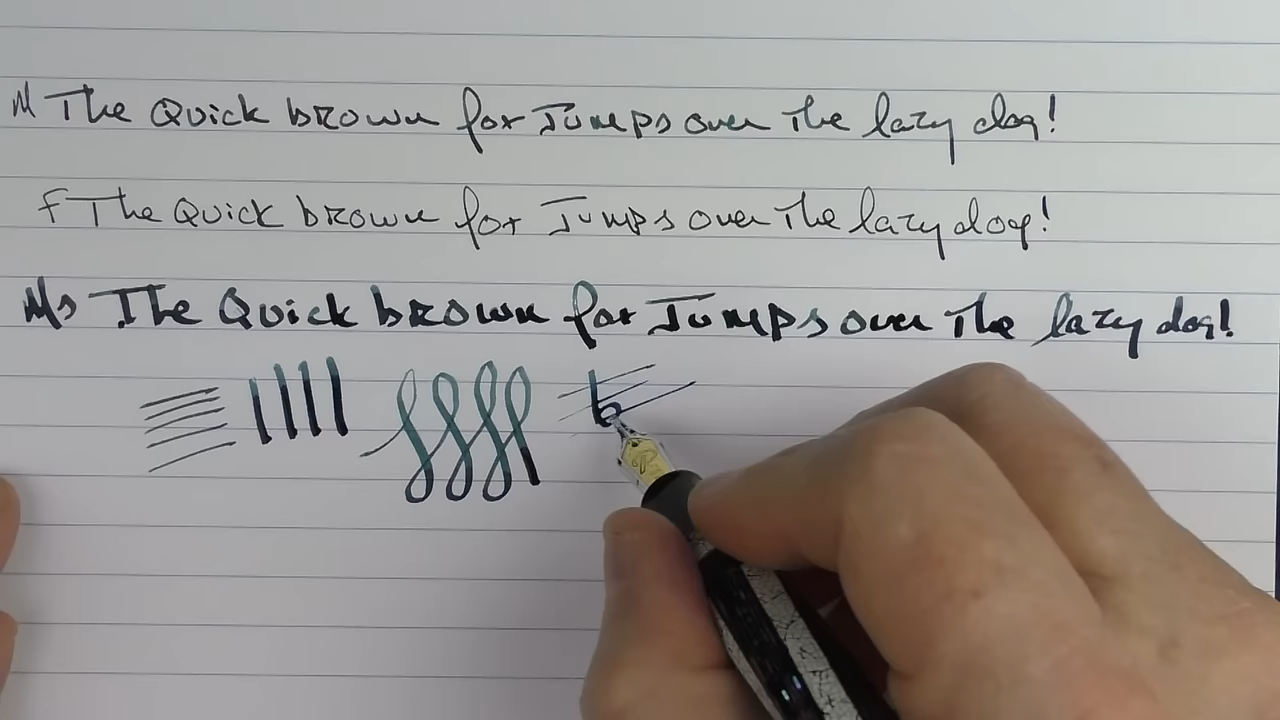 M The Quick brown fox Jumps over The lazy dog!
F The Quick brown fox Jumps over The lazy dog!
Ms The Quick brown fox Jumps over The lazy dog!
b